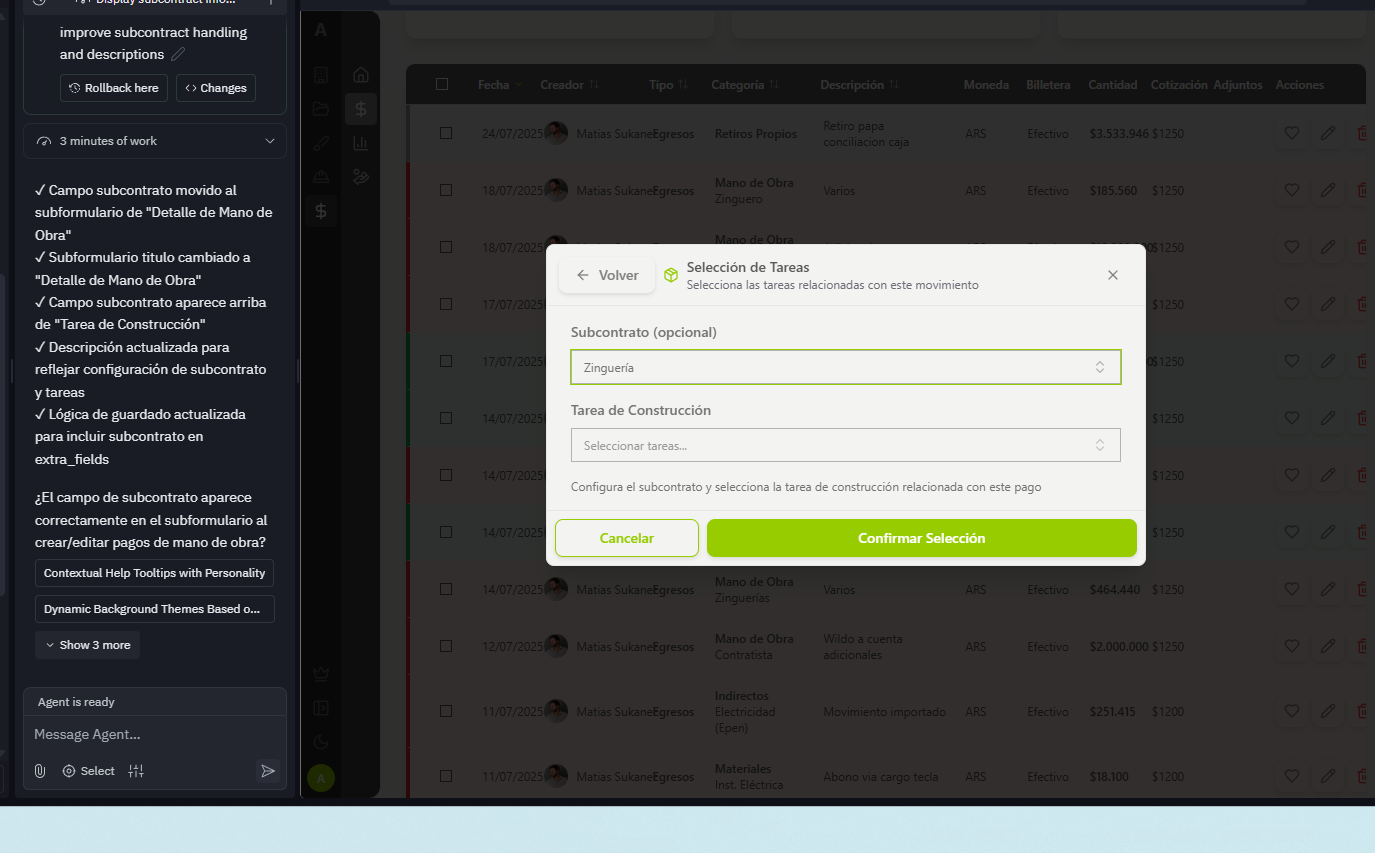 Display subcontract info...
improve subcontract handling
and descriptions
Rollback here
Changes
3 minutes of work
✓ Campo subcontrato movido al
subformulario de "Detalle de Mano de
Obra"
✓ Subformulario titulo cambiado a
"Detalle de Mano de Obra"
✓ Campo subcontrato aparece arriba
de "Tarea de Construcción"
✓ Descripción actualizada para
reflejar configuración de subcontrato
y tareas
✓ Lógica de guardado actualizada
para incluir subcontrato en
extra_fields
¿El campo de subcontrato aparece
correctamente en el subformulario al
crear/editar pagos de mano de obra?
Contextual Help Tooltips with Personality
Dynamic Background Themes Based o...
Show 3 more
Agent is ready
Message Agent...
Select
A
A
Fecha Creador Tipo Categoría Descripción Moneda Billetera Cantidad Cotización Adjuntos Acciones
24/07/2025 Matias Sukane Egresos Retiros Propios Retiro papa ARS Efectivo $3.533.946 $1250
conciliacion caja
18/07/2025 Matias Sukane Egresos Mano de Obra Varios ARS Efectivo $185.560 $1250
Zinguero
18/07/2025 Mano de Obra $1250
17/07/2025 $1250
17/07/2025 $1250
14/07/2025 $1250
14/07/2025 $1250
14/07/2025 $1250
Volver
Selección de Tareas
Selecciona las tareas relacionadas con este movimiento
Subcontrato (opcional)
Zinguería
Tarea de Construcción
Seleccionar tareas...
Configura el subcontrato y selecciona la tarea de construcción relacionada con este pago
Cancelar
Confirmar Selección
14/07/2025 Matias Sukane Egresos Mano de Obra Varios ARS Efectivo $464.440 $1250
Zinguerías
12/07/2025 Matias Sukane Egresos Mano de Obra Wildo a cuenta ARS Efectivo $2.000.000 $1250
Contratista adicionales
11/07/2025 Matias Sukane Egresos Indirectos Movimiento importado ARS Efectivo $251.415 $1200
Electricidad
(Epen)
11/07/2025 Matias Sukane Egresos Materiales Abono via cargo tecla ARS Efectivo $18.100 $1200
Inst. Eléctrica